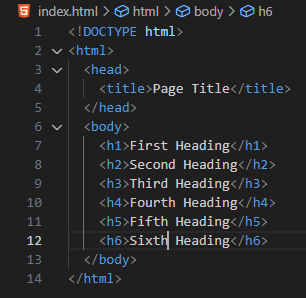 index.html > html > body > h6
1 <!DOCTYPE html>
2 <html>
3 <head>
4 <title>Page Title</title>
5 </head>
6 <body>
7 <h1>First Heading</h1>
8 <h2>Second Heading</h2>
9 <h3>Third Heading</h3>
10 <h4>Fourth Heading</h4>
11 <h5>Fifth Heading</h5>
12 <h6>Sixth Heading</h6>
13 </body>
14 </html>